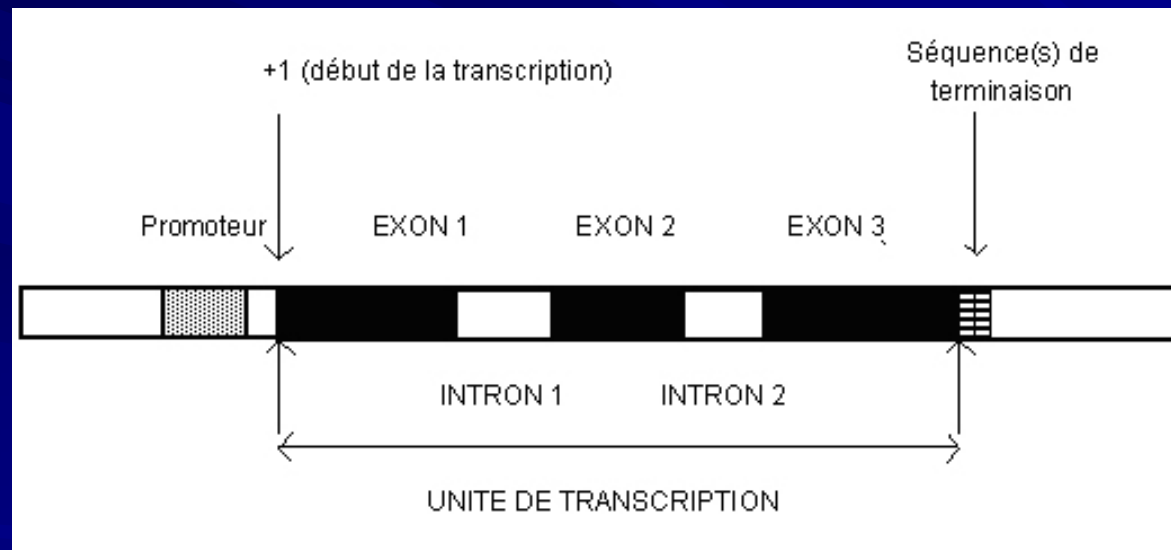 +1 (début de la transcription)
Séquence(s) de
terminaison
Promoteur
EXON 1
EXON 2
EXON 3
INTRON 1
INTRON 2
UNITE DE TRANSCRIPTION